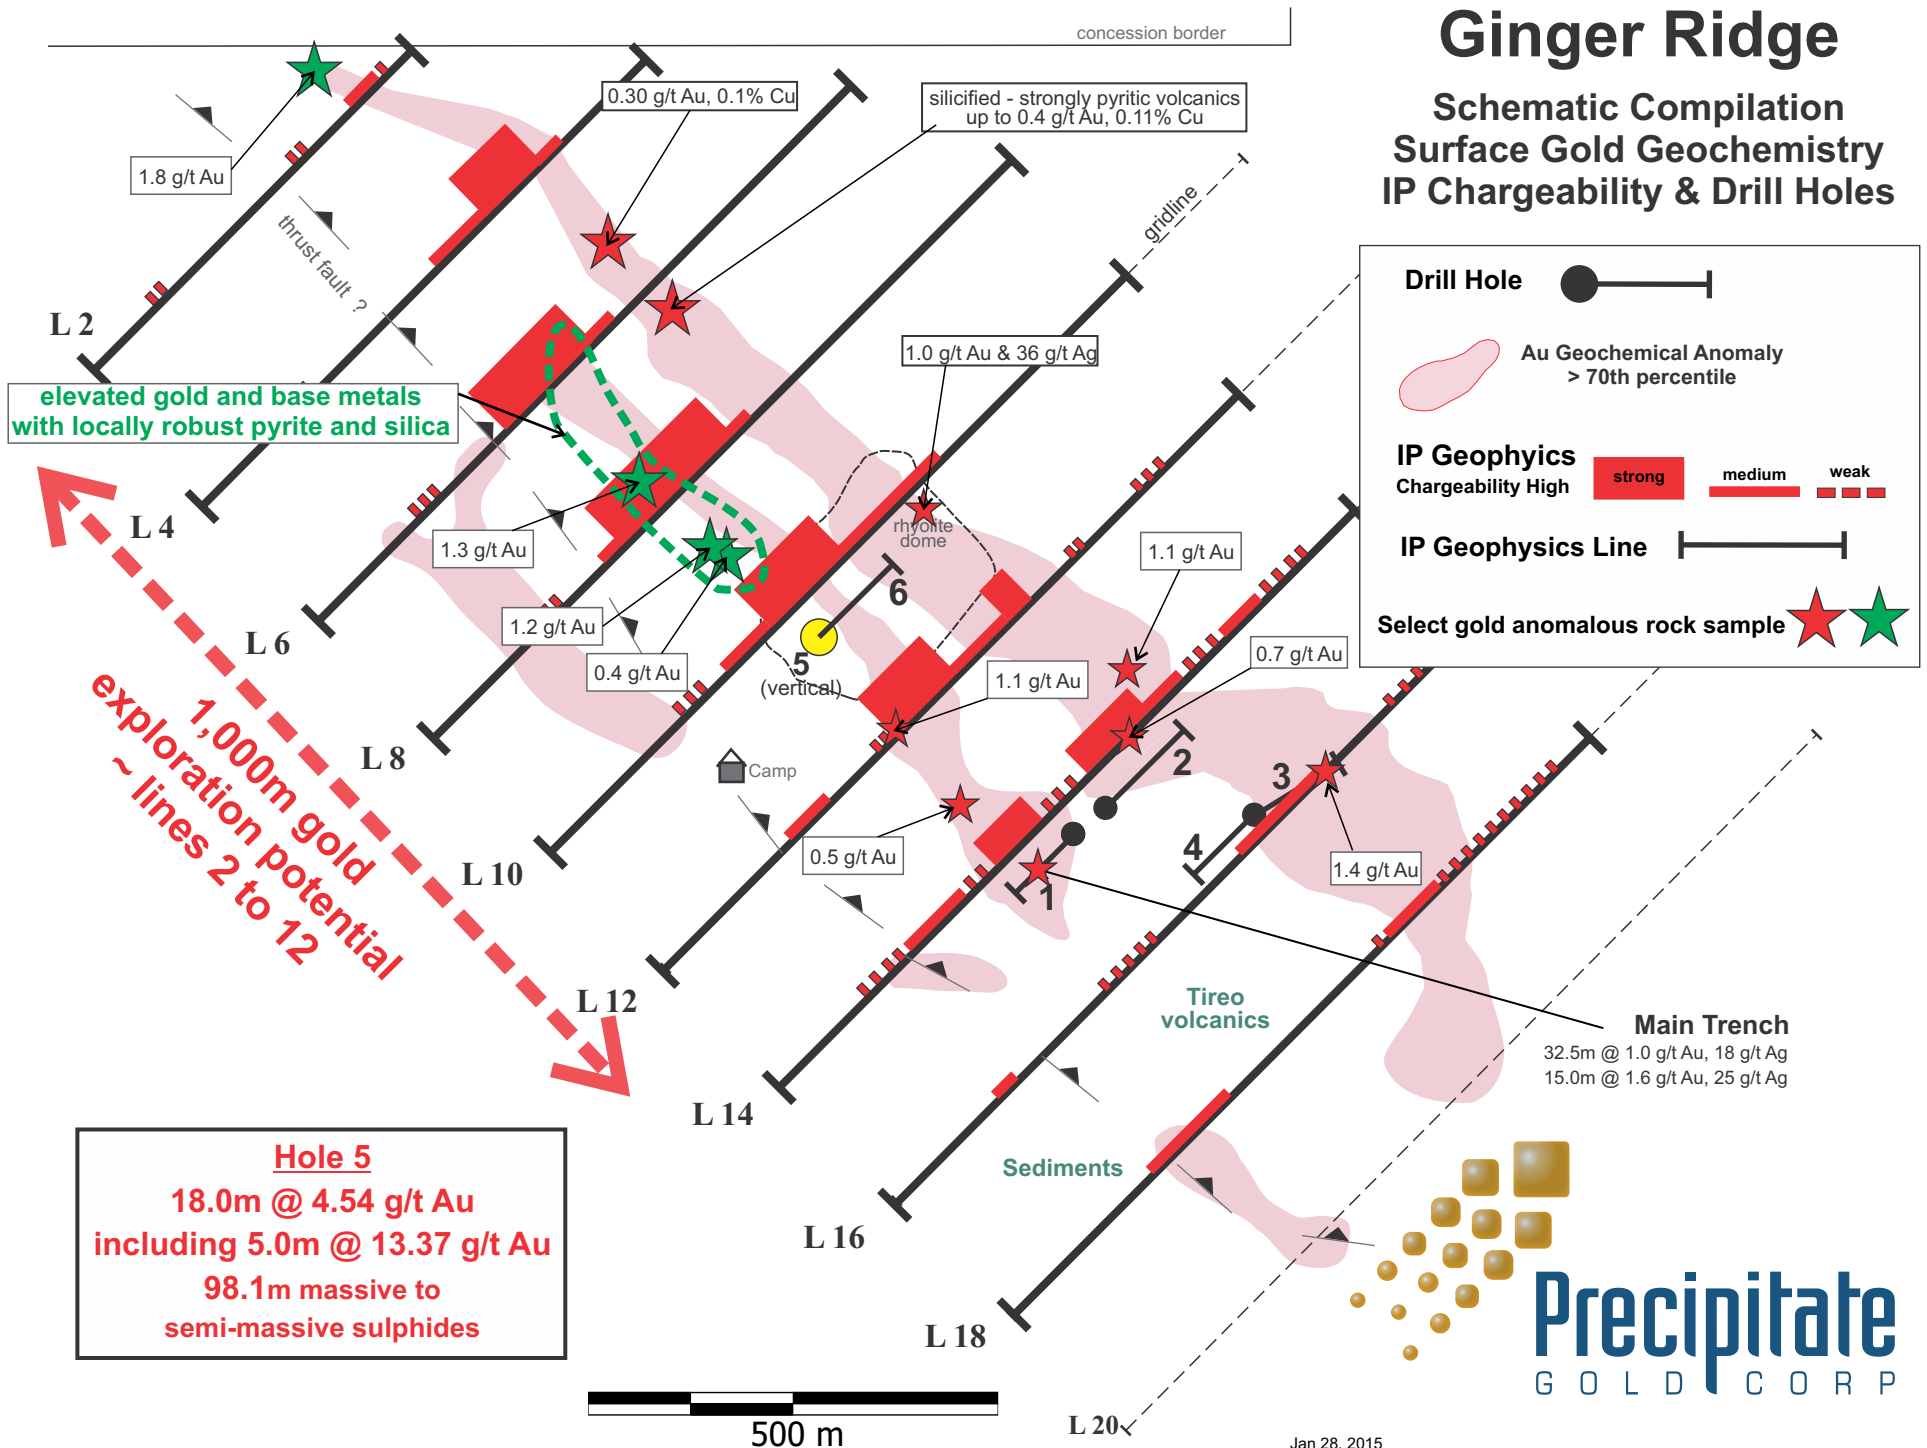 concession border
Ginger Ridge
Schematic Compilation
Surface Gold Geochemistry
IP Chargeability & Drill Holes
0.30 g/t Au, 0.1% Cu
silicified - strongly pyritic volcanics
up to 0.4 g/t Au, 0.11% Cu
1.8 g/t Au
thrust fault ?
gridline
Drill Hole
Au Geochemical Anomaly
> 70th percentile
IP Geophyics
Chargeability High
strong
medium
weak
IP Geophysics Line
Select gold anomalous rock sample
L 2
1.0 g/t Au & 36 g/t Ag
elevated gold and base metals
with locally robust pyrite and silica
L 4
rhyolite
dome
1.3 g/t Au
1.1 g/t Au
6
1.2 g/t Au
L 6
0.7 g/t Au
0.4 g/t Au
5
(vertical)
1.1 g/t Au
1,000m gold
exploration potential
~ lines 2 to 12
L 8
Camp
2
3
4
0.5 g/t Au
1.4 g/t Au
L 10
1
L 12
Tireo
volcanics
Main Trench
32.5m @ 1.0 g/t Au, 18 g/t Ag
15.0m @ 1.6 g/t Au, 25 g/t Ag
L 14
Sediments
Hole 5
18.0m @ 4.54 g/t Au
including 5.0m @ 13.37 g/t Au
98.1m massive to
semi-massive sulphides
L 16
L 18
Precipitate
GOLD CORP
500 m
L 20
Jan 28, 2015